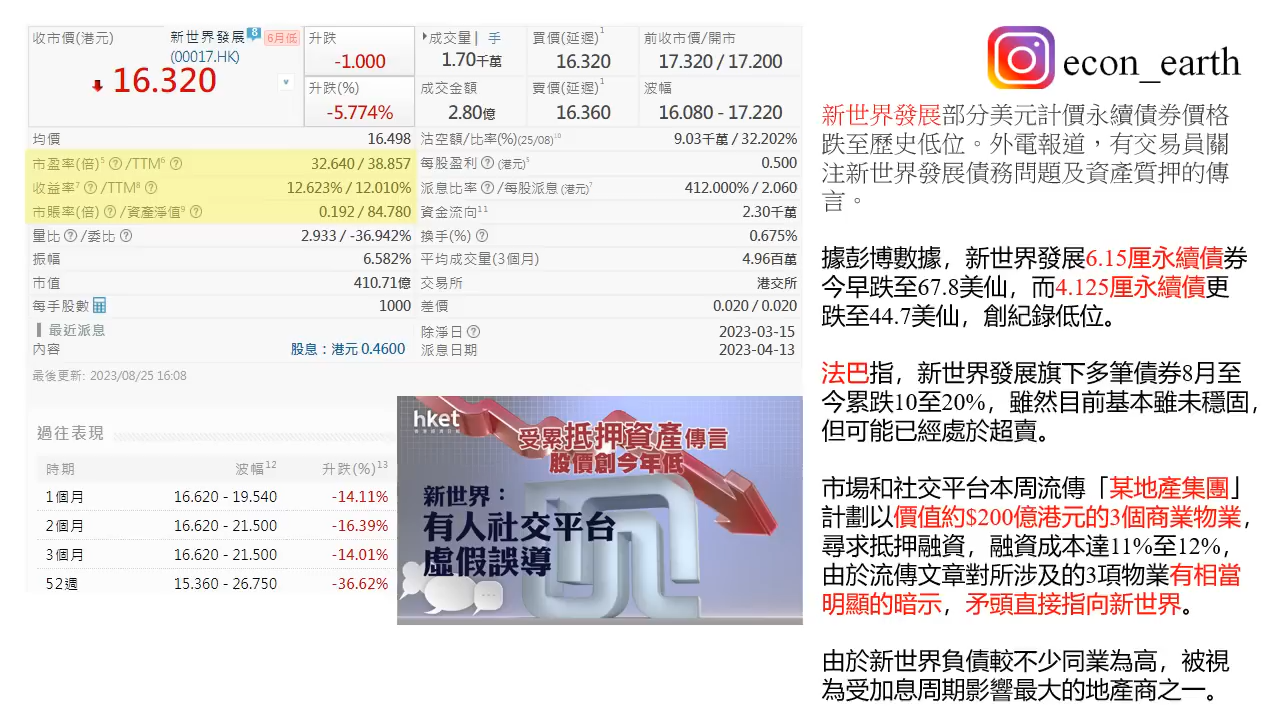 收市價(港元)
新世界發展 8 6月低
(00017.HK)
16.320
升跌
-1.000
升跌(%)
-5.774%
成交量| 手
1.70千萬
成交金額
2.80億
買價(延遲)1
16.320
賣價(延遲)1
16.360
前收市價/開市
17.320 / 17.200
波幅
16.080 - 17.220
均價 16.498
沽空額/比率(%)(25/08)10 9.03千萬 / 32.202%
市盈率(倍)5 ?/TTM6 ? 32.640 / 38.857
每股盈利 ? (港元)5 0.500
收益率7 ?/TTM8 ? 12.623% / 12.010%
派息比率 ?/每股派息 (港元)7 412.000% / 2.060
市賬率(倍) ?/資產淨值9 ? 0.192 / 84.780
資金流向11 2.30千萬
量比 ?/委比 ? 2.933 / -36.942%
換手(%) ? 0.675%
振幅 6.582%
平均成交量(3個月) 4.96百萬
市值 410.71億
交易所 港交所
每手股數 1000
差價 0.020 / 0.020
最近派息
內容 股息：港元 0.4600
除淨日 ? 2023-03-15
派息日期 2023-04-13
最後更新: 2023/08/25 16:08
過往表現
時期 波幅12 升跌(%)13
1個月 16.620 - 19.540 -14.11%
2個月 16.620 - 21.500 -16.39%
3個月 16.620 - 21.500 -14.01%
52週 15.360 - 26.750 -36.62%
hket
受累抵押資產傳言
股價創今年低
新世界：
有人社交平台
虛假誤導
econ_earth
新世界發展部分美元計價永續債券價格
跌至歷史低位。外電報道，有交易員關
注新世界發展債務問題及資產質押的傳
言。
據彭博數據，新世界發展6.15厘永續債券
今早跌至67.8美仙，而4.125厘永續債更
跌至44.7美仙，創紀錄低位。
法巴指，新世界發展旗下多筆債券8月至
今累跌10至20%，雖然目前基本雖未穩固，
但可能已經處於超賣。
市場和社交平台本周流傳「某地產集團」
計劃以價值約$200億港元的3個商業物業，
尋求抵押融資，融資成本達11%至12%，
由於流傳文章對所涉及的3項物業有相當
明顯的暗示，矛頭直接指向新世界。
由於新世界負債較不少同業為高，被視
為受加息周期影響最大的地產商之一。